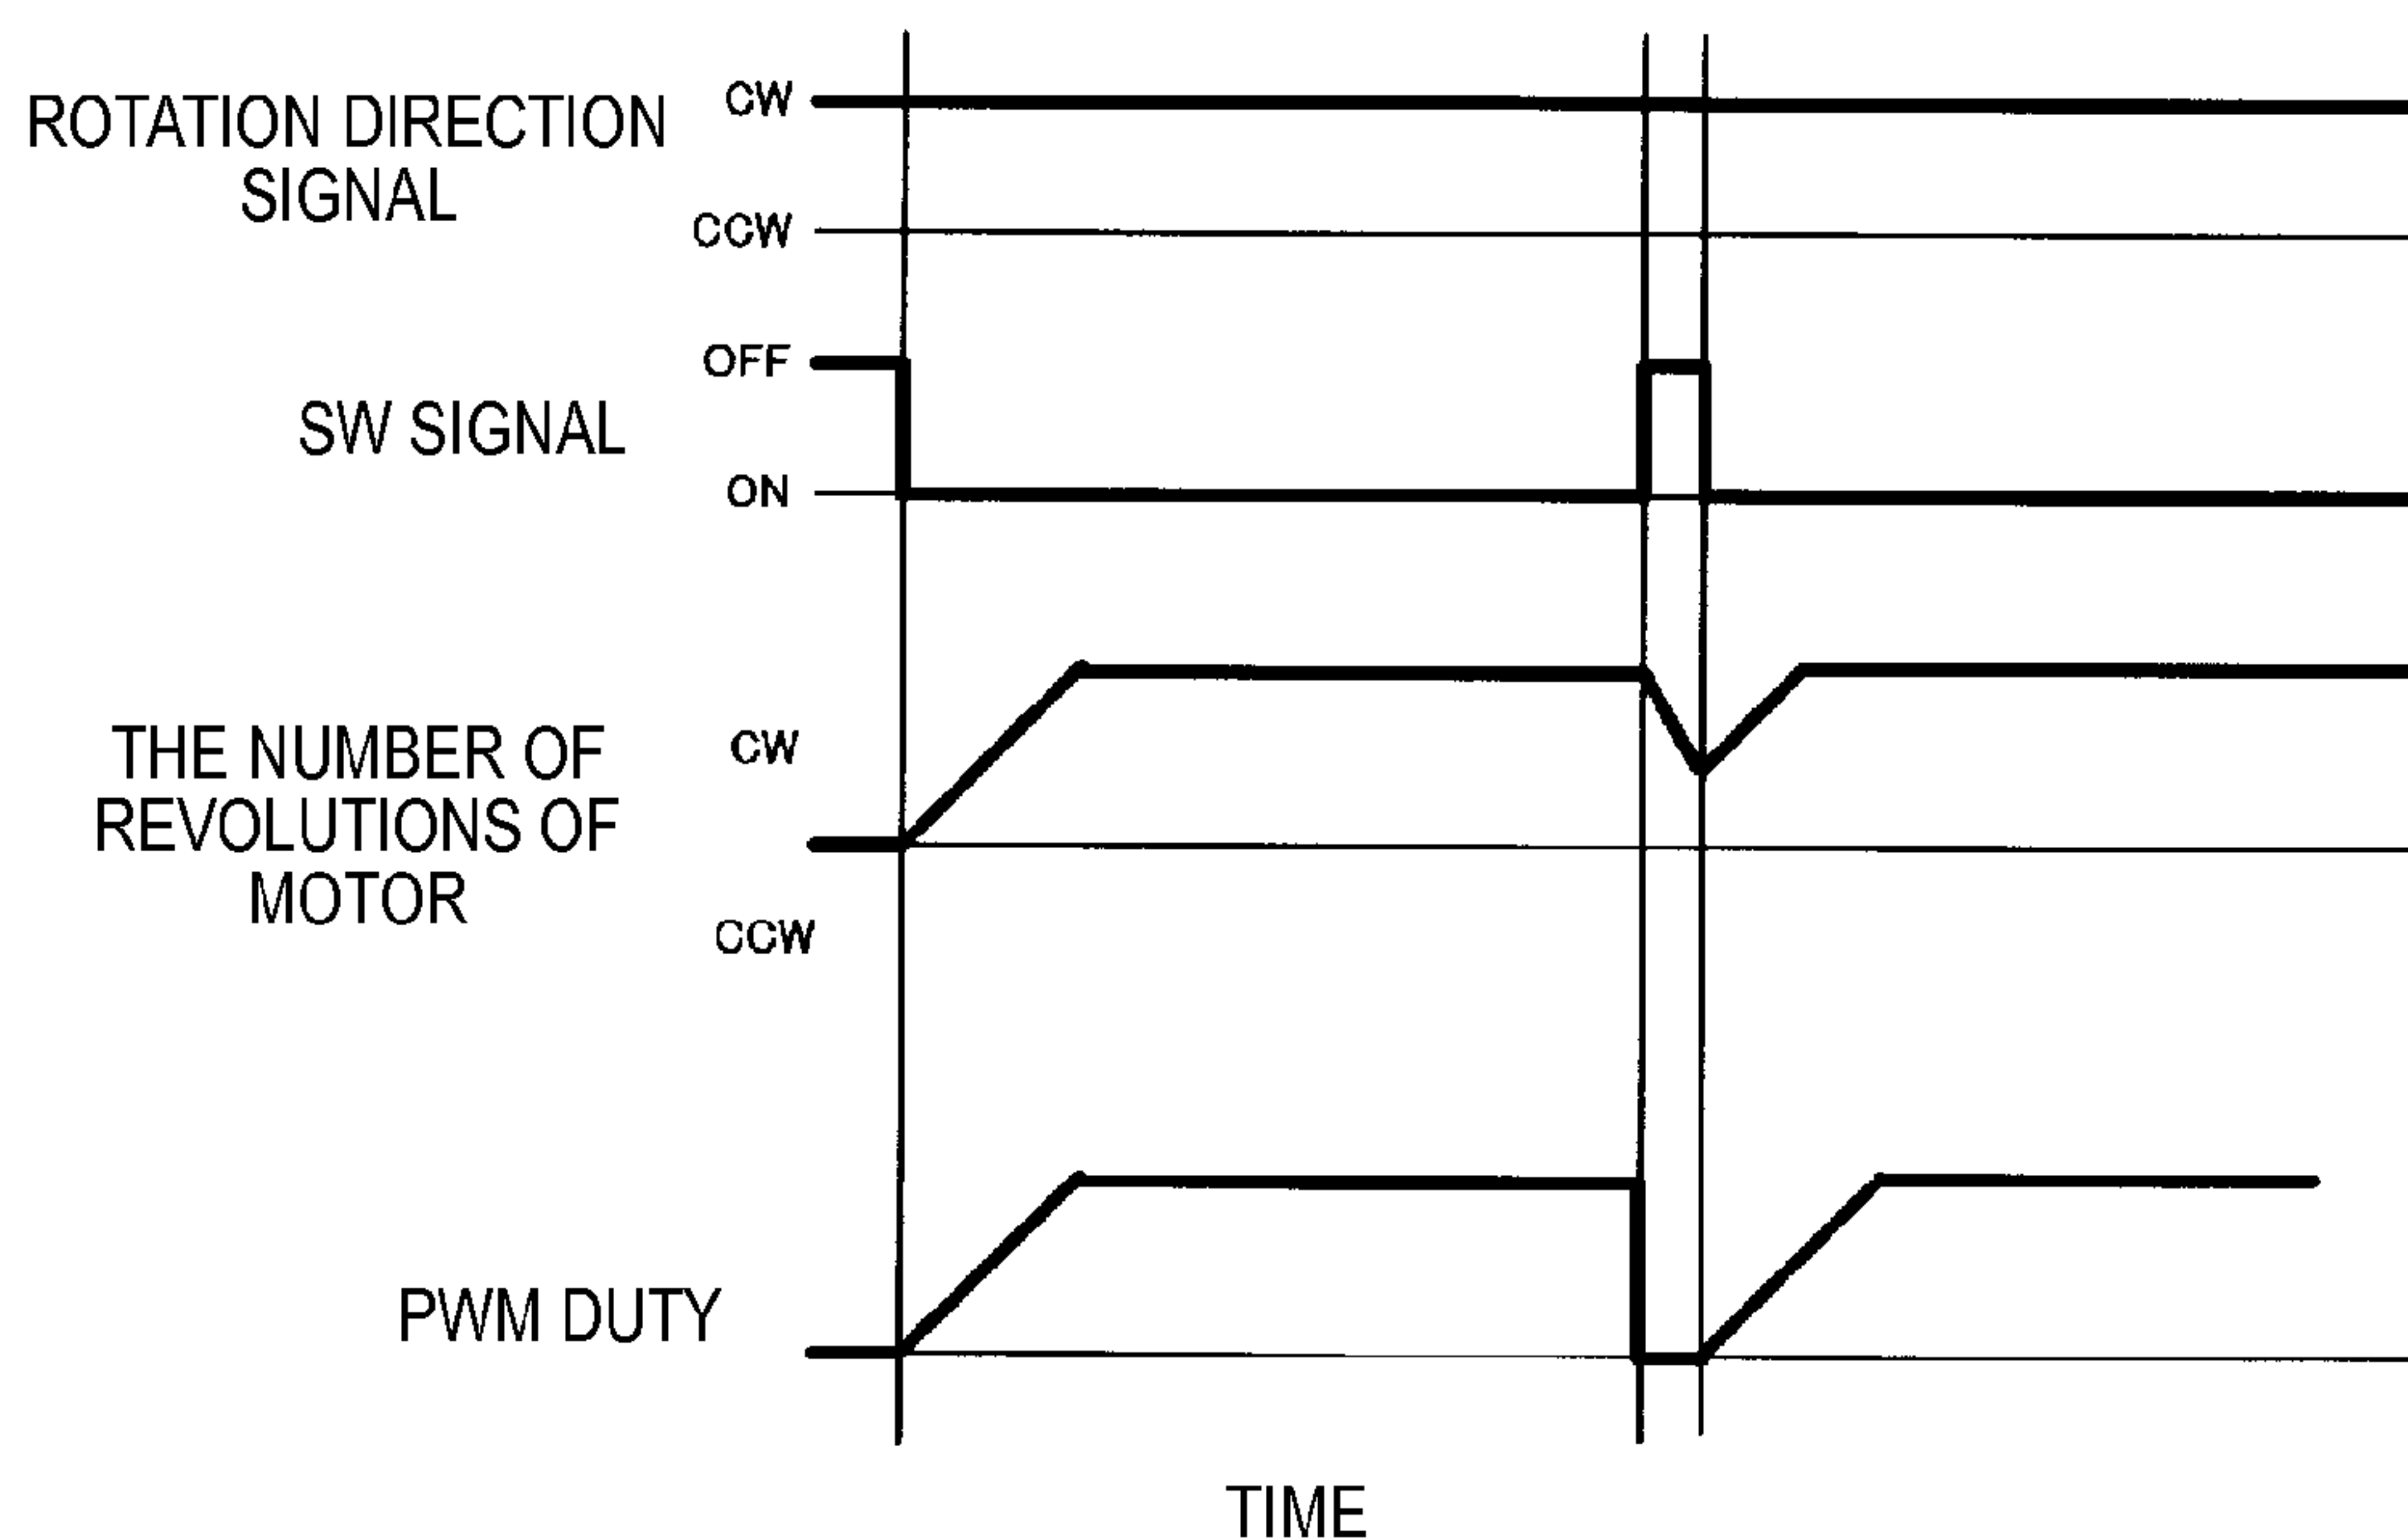 ROTATION DIRECTION
SIGNAL
CW
CCW
SW SIGNAL
OFF
ON
THE NUMBER OF
REVOLUTIONS OF
MOTOR
CW
CCW
PWM DUTY
TIME